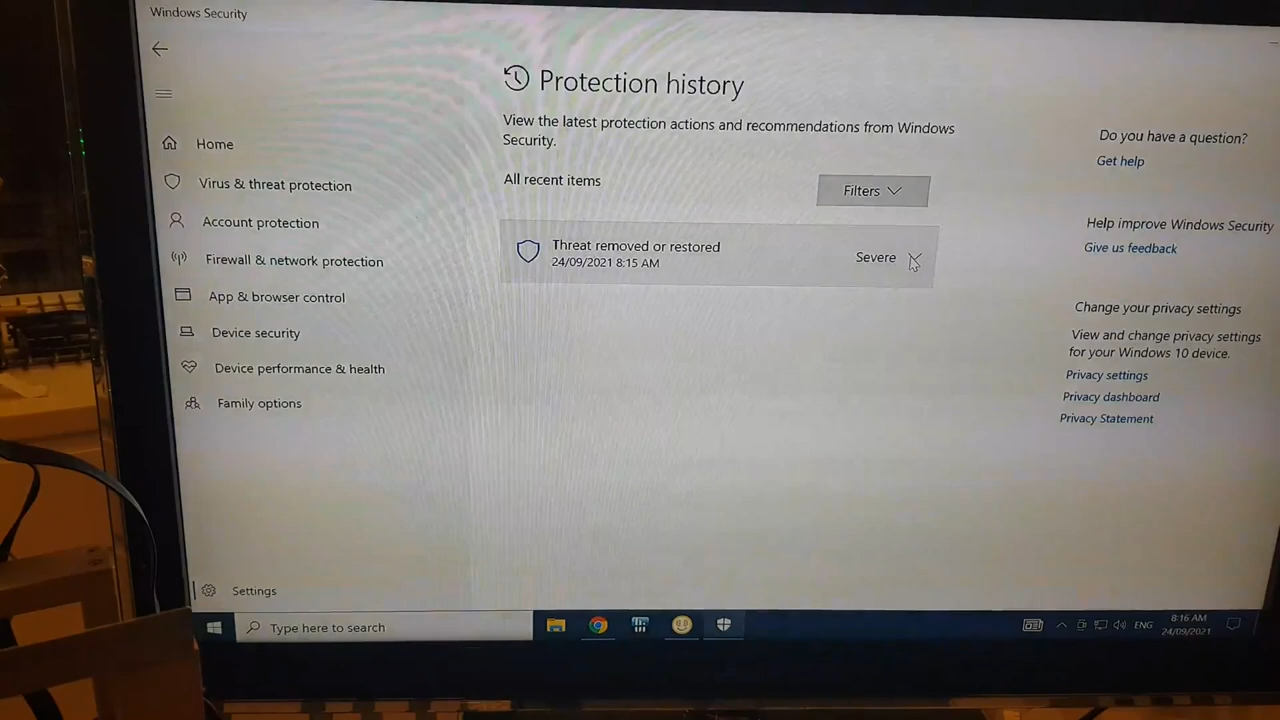 Windows Security
Protection history
View the latest protection actions and recommendations from Windows
Security.
All recent items
Filters
Threat removed or restored
24/09/2021 8:15 AM
Severe
Home
Virus & threat protection
Account protection
Firewall & network protection
App & browser control
Device security
Device performance & health
Family options
Settings
Do you have a question?
Get help
Help improve Windows Security
Give us feedback
Change your privacy settings
View and change privacy settings
for your Windows 10 device.
Privacy settings
Privacy dashboard
Privacy Statement
Type here to search
ENG
8:16 AM
24/09/2021